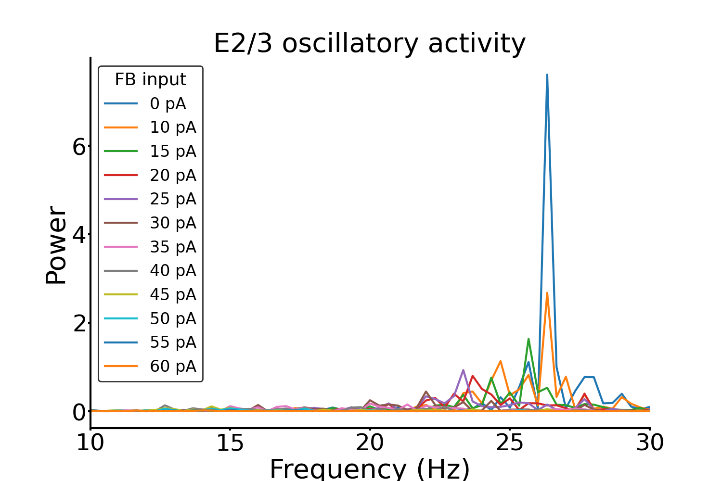 E2/3 oscillatory activity
FB input
0 pA
10 pA
15 pA
20 pA
25 pA
30 pA
35 pA
40 pA
45 pA
50 pA
55 pA
60 pA
Power
6
4
2
0
10 15 20 25 30
Frequency (Hz)